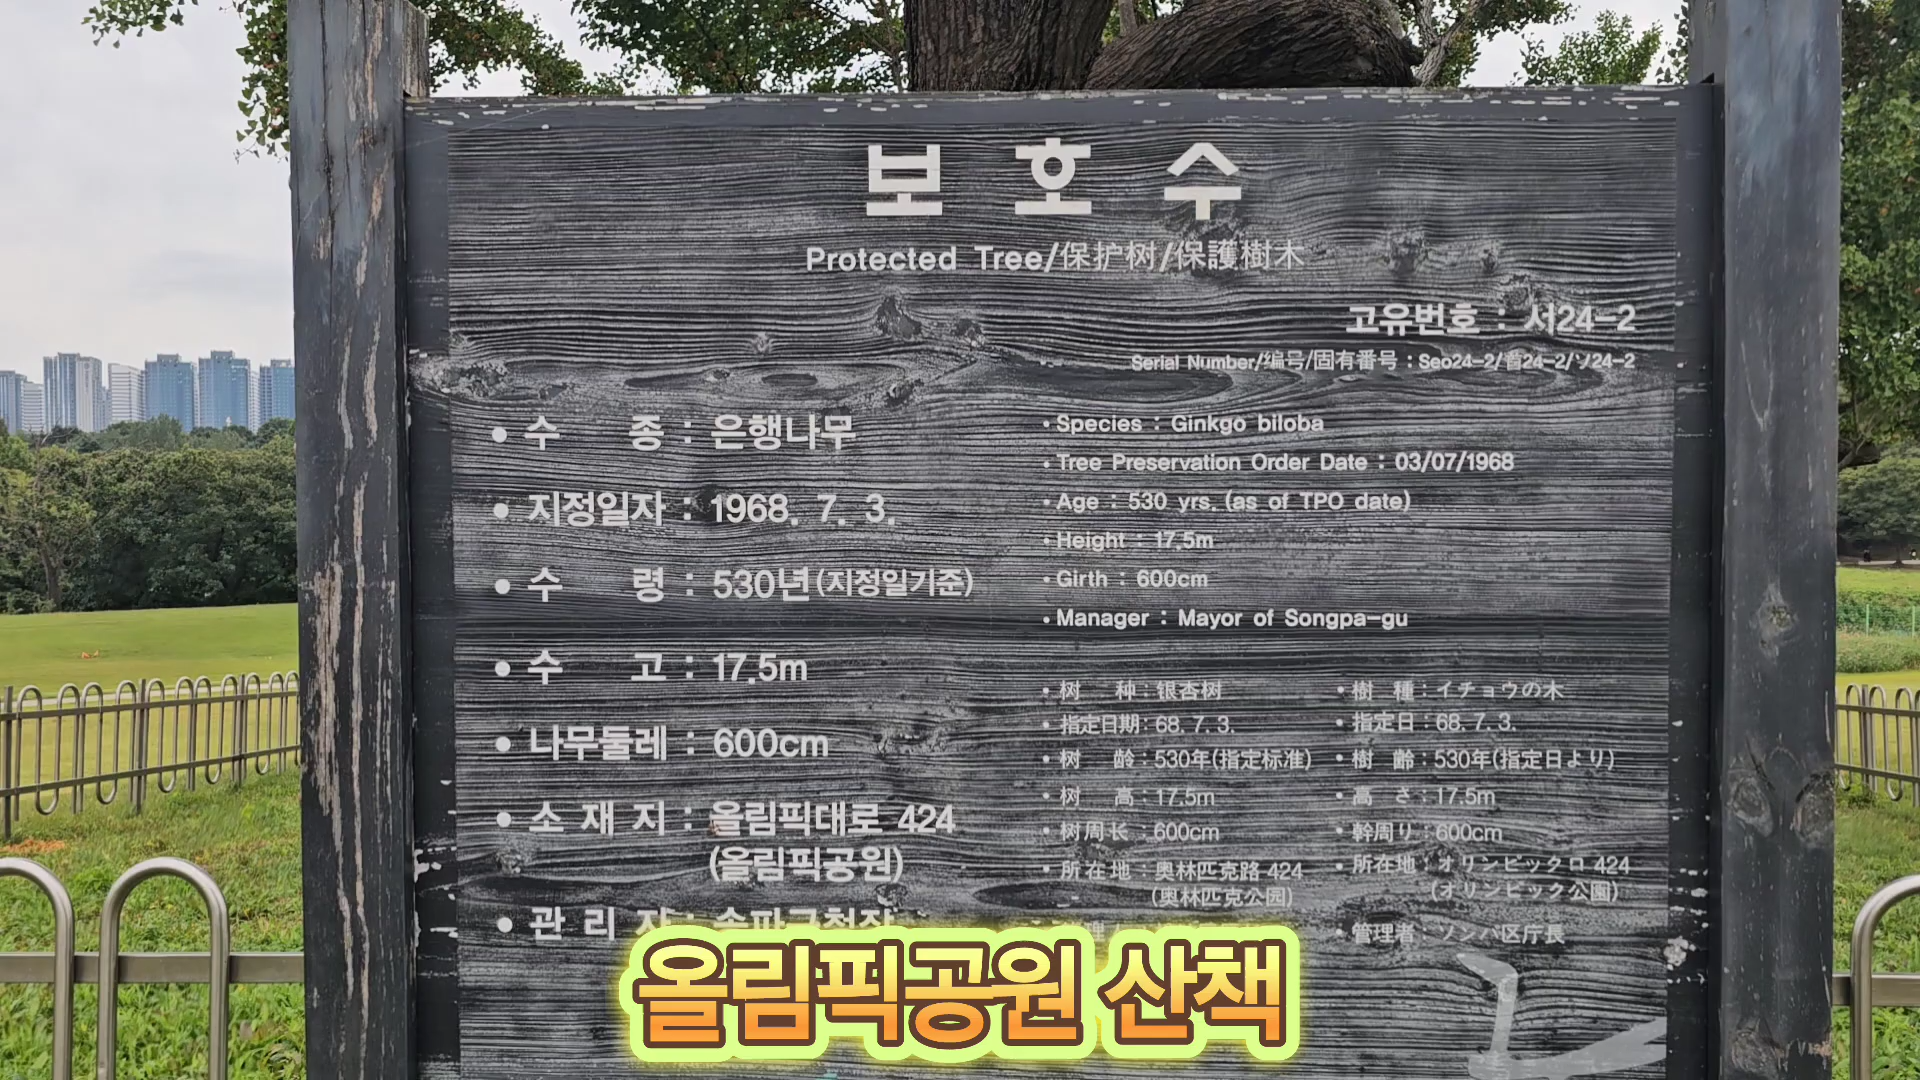 보 호 수
Protected Tree/保护树/保護樹木
고유번호 : 서24-2
Serial Number/编号/固有番号 : Seo24-2/首24-2/ソ24-2
• 수 종 : 은행나무
• 지정일자 : 1968. 7. 3.
• 수 령 : 530년(지정일기준)
• 수 고 : 17.5m
• 나무둘레 : 600cm
• 소 재 지 : 올림픽대로 424
(올림픽공원)
• 관 리 자 : 송파구청장
• Species : Ginkgo biloba
• Tree Preservation Order Date : 03/07/1968
• Age : 530 yrs. (as of TPO date)
• Height : 17.5m
• Girth : 600cm
• Manager : Mayor of Songpa-gu
• 树 种 : 银杏树
• 指定日期 : 68. 7. 3.
• 树 龄 : 530年(指定标准)
• 树 高 : 17.5m
• 树周长 : 600cm
• 所在地 : 奥林匹克路 424
(奥林匹克公园)
• 樹 種 : イチョウの木
• 指定日 : 68. 7. 3.
• 樹 齢 : 530年(指定日より)
• 高 さ : 17.5m
• 幹周り : 600cm
• 所在地 : オリンピックロ 424
(オリンピック公園)
• 管理者 : ソンパ区庁長
올림픽공원 산책